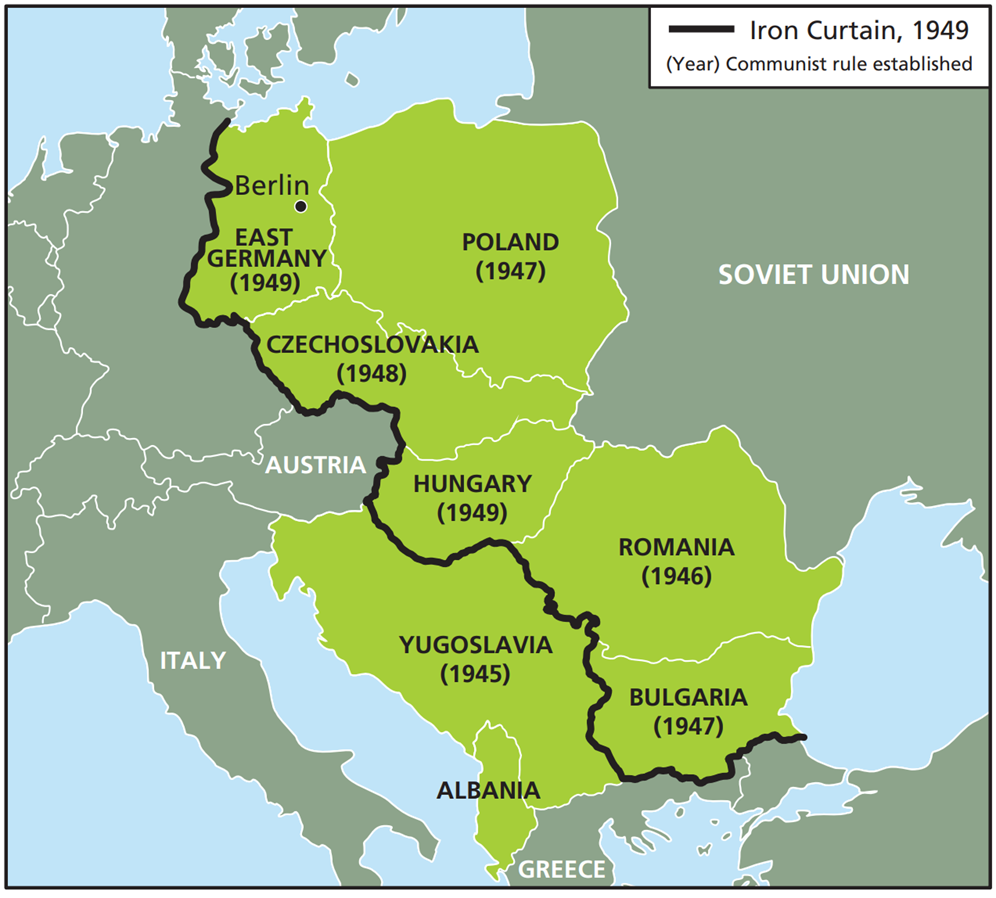 Iron Curtain, 1949
(Year) Communist rule established
Berlin
EAST
GERMANY
(1949)
POLAND
(1947)
SOVIET UNION
CZECHOSLOVAKIA
(1948)
AUSTRIA
HUNGARY
(1949)
ROMANIA
(1946)
YUGOSLAVIA
(1945)
ITALY
BULGARIA
(1947)
ALBANIA
GREECE